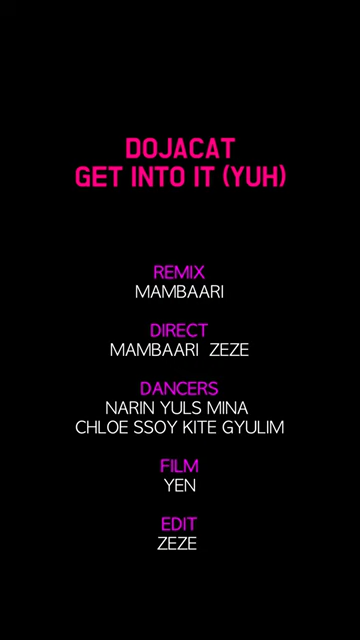 DOJACAT
GET INTO IT (YUH)
REMIX
MAMBAARI
DIRECT
MAMBAARI ZEZE
DANCERS
NARIN YULS MINA
CHLOE SSOY KITE GYULIM
FILM
YEN
EDIT
ZEZE